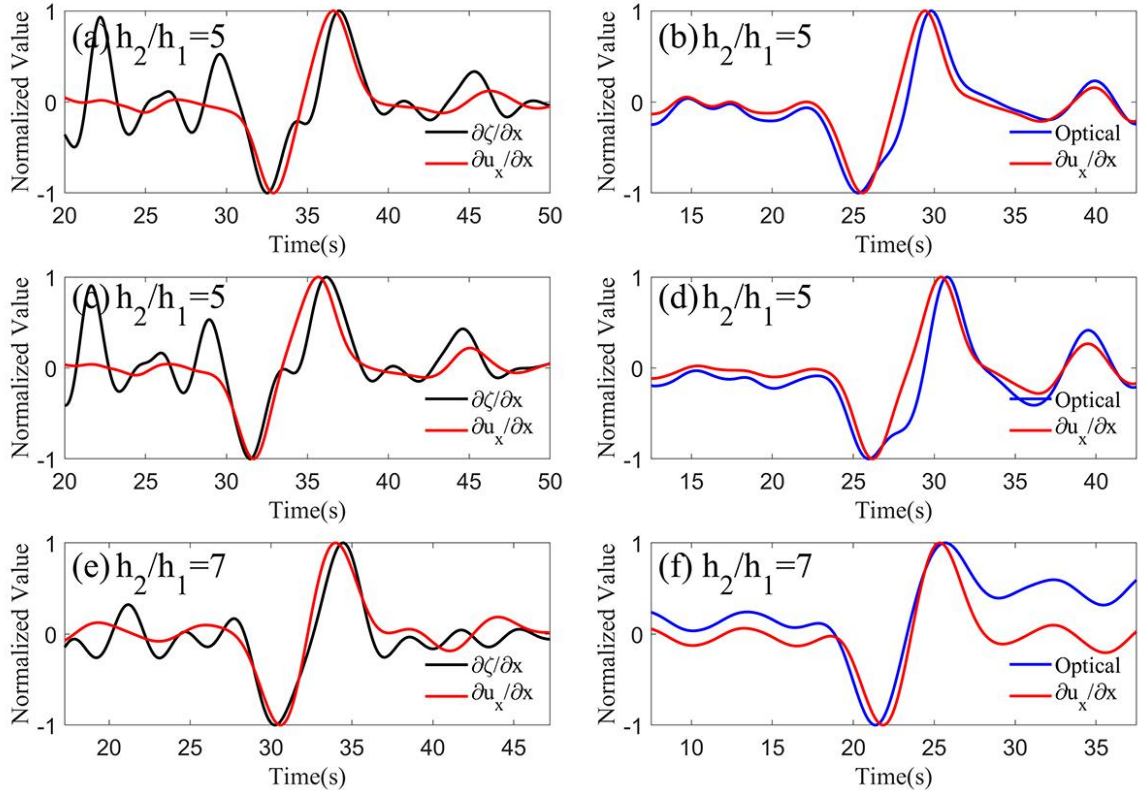 (a) h2/h1=5
Normalized Value
1
0
-1
∂ζ/∂x
∂ux/∂x
20 25 30 35 40 45 50
Time(s)
(b) h2/h1=5
Normalized Value
1
0
-1
Optical
∂ux/∂x
15 20 25 30 35 40
Time(s)
(c) h2/h1=5
Normalized Value
1
0
-1
∂ζ/∂x
∂ux/∂x
20 25 30 35 40 45 50
Time(s)
(d) h2/h1=5
Normalized Value
1
0
-1
Optical
∂ux/∂x
15 20 25 30 35 40
Time(s)
(e) h2/h1=7
Normalized Value
1
0
-1
∂ζ/∂x
∂ux/∂x
20 25 30 35 40 45
Time(s)
(f) h2/h1=7
Normalized Value
1
0
-1
Optical
∂ux/∂x
10 15 20 25 30 35
Time(s)